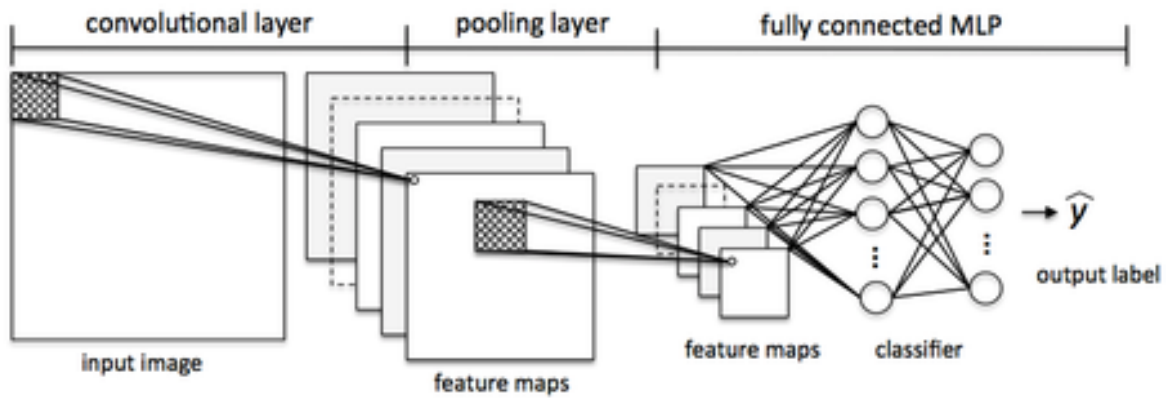 convolutional layer
pooling layer
fully connected MLP
input image
feature maps
feature maps
classifier
ŷ
output label